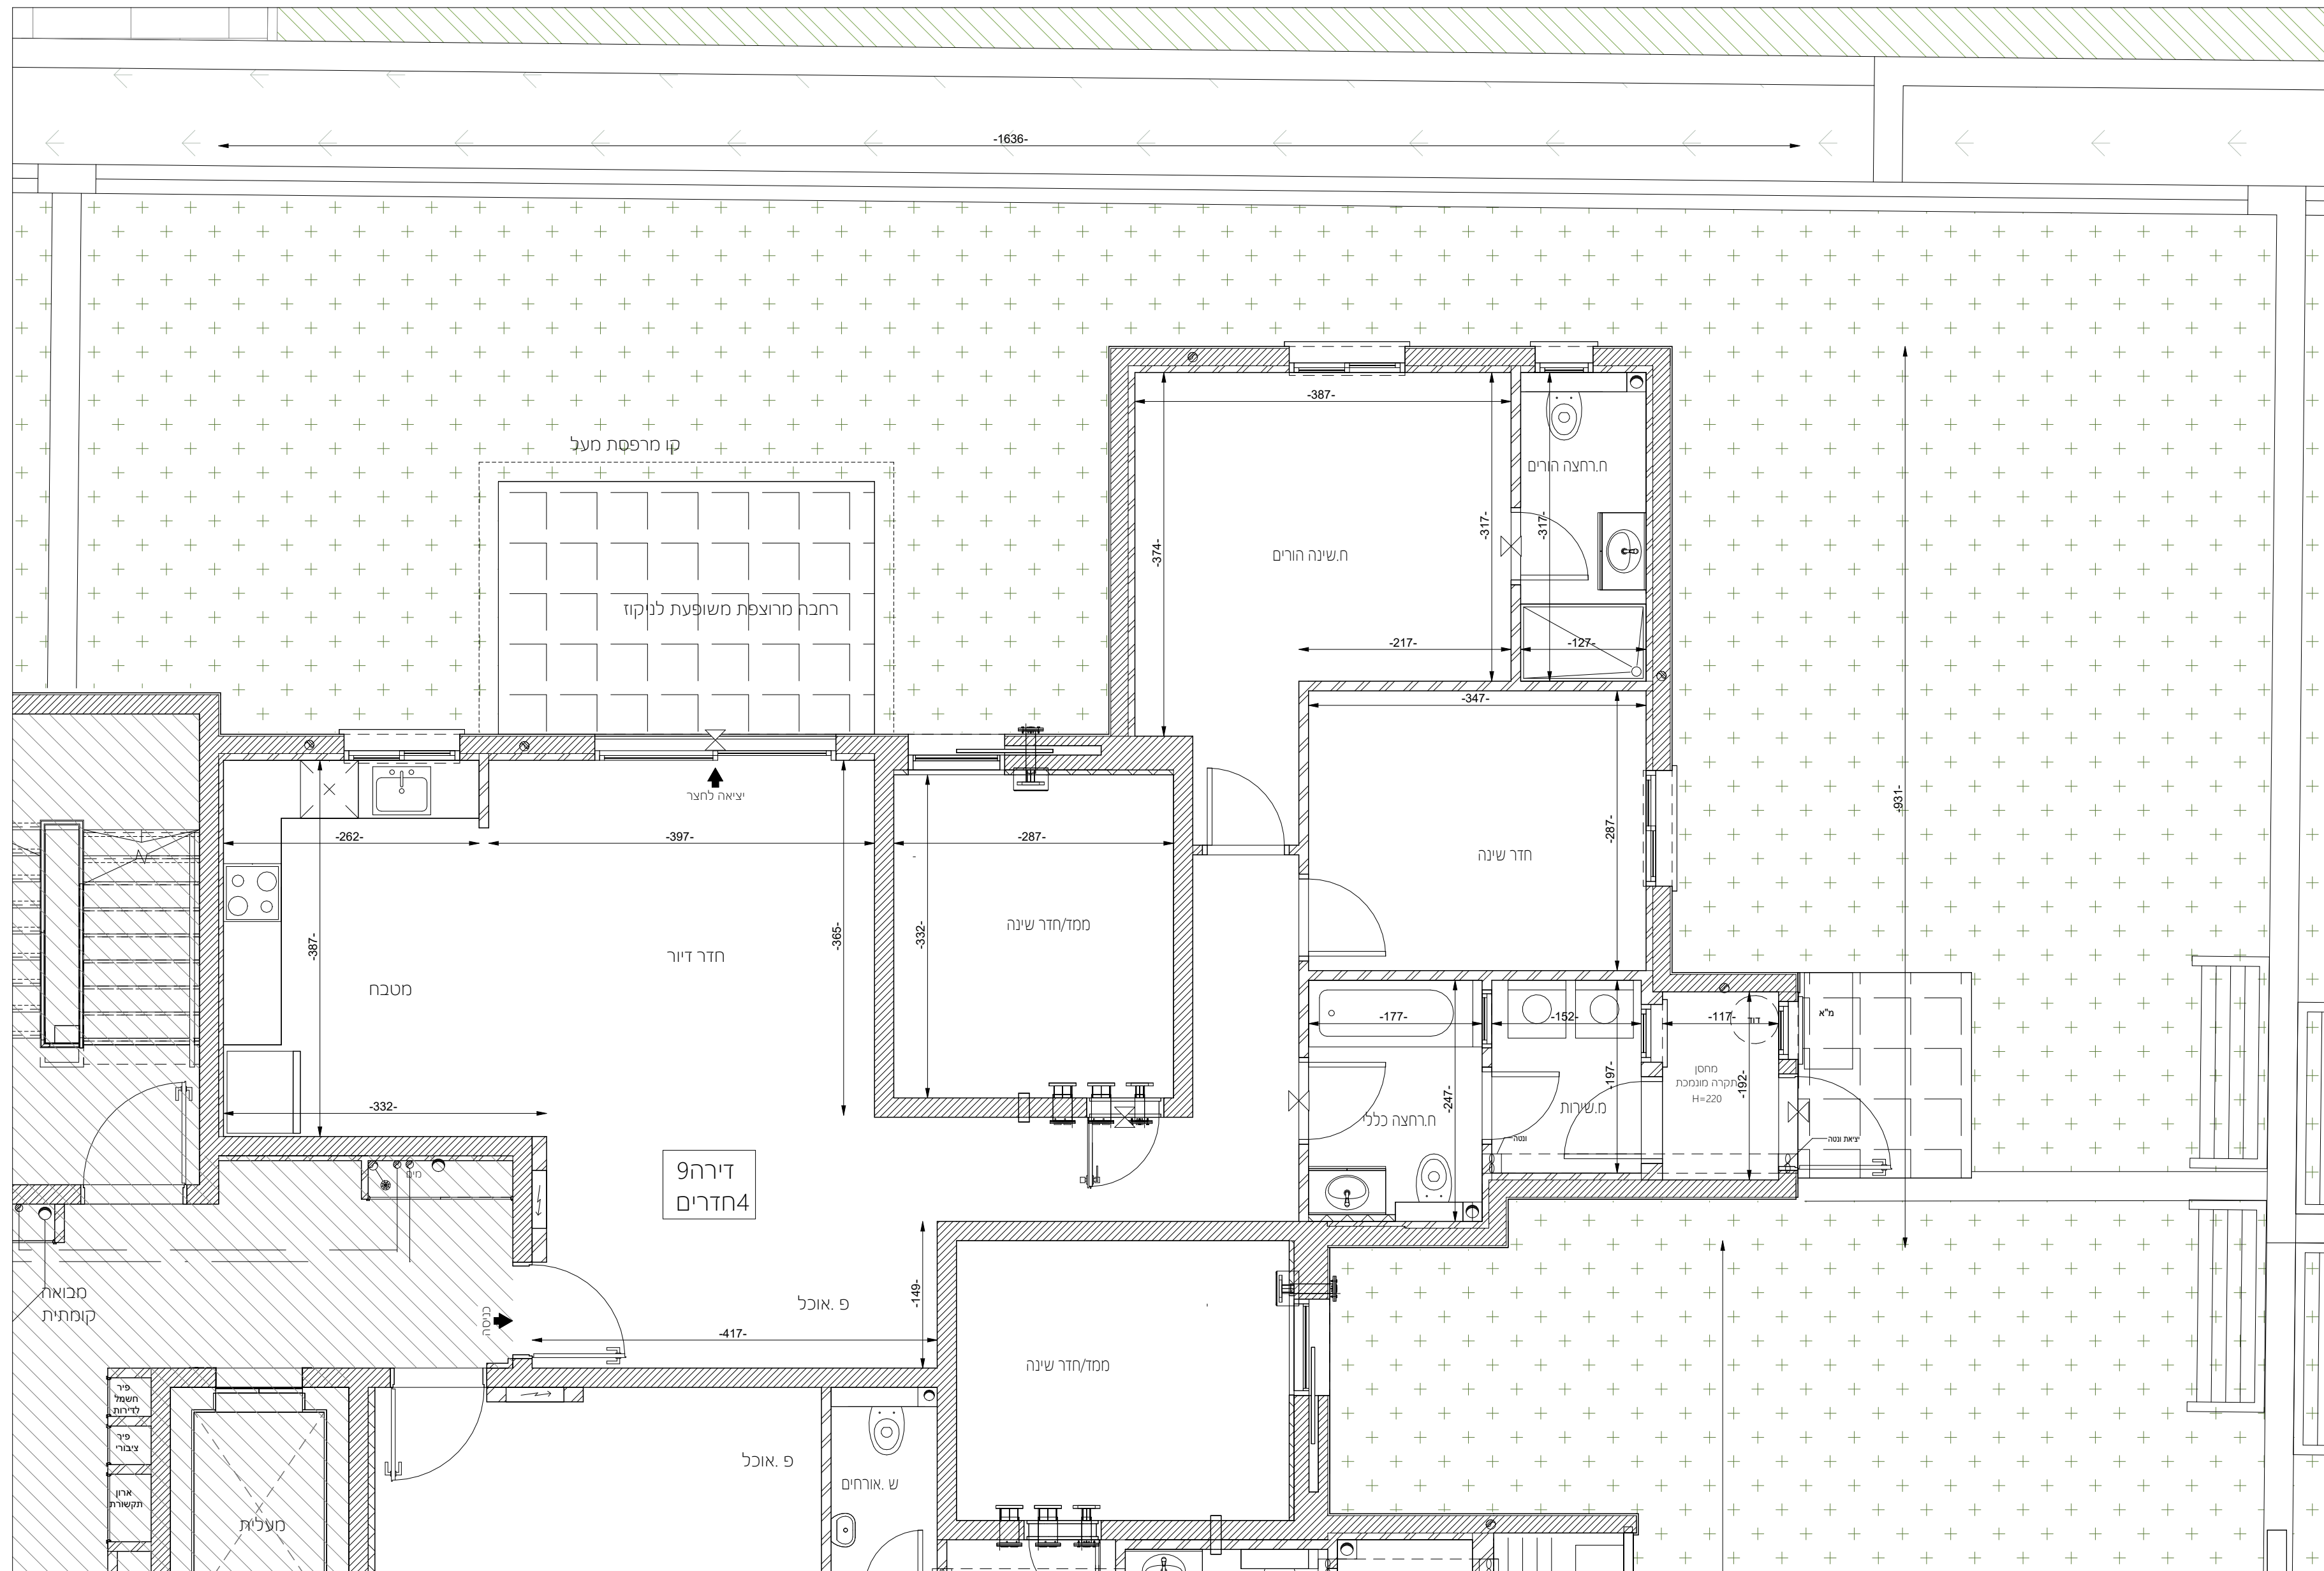 -1636-
קו מרפסת מעל
-387-
ח.רחצה הורים
-374-
-317-
-317-
ח.שינה הורים
רחבה מרוצפת משופעת לניקוז
-217-
-127-
-347-
יציאה לחצר
-262-
-397-
-287-
-287-
-931-
חדר שינה
ממד/חדר שינה
-387-
-365-
-332-
חדר דיור
מטבח
-177-
-152-
-117-
דוד
מ"א
מחסן
תקרה מונמכת
H=220
-197-
-192-
-247-
-332-
ח.רחצה כללי
מ.שירות
ונטה
יציאת ונטה
מים
דירה9
4חדרים
מבואה
קומתית
כניסה
פ .אוכל
-149-
-417-
ממד/חדר שינה
פיר
חשמל
לדירות
פיר
ציבורי
ארון
תקשורת
מעלית
פ .אוכל
ש .אורחים